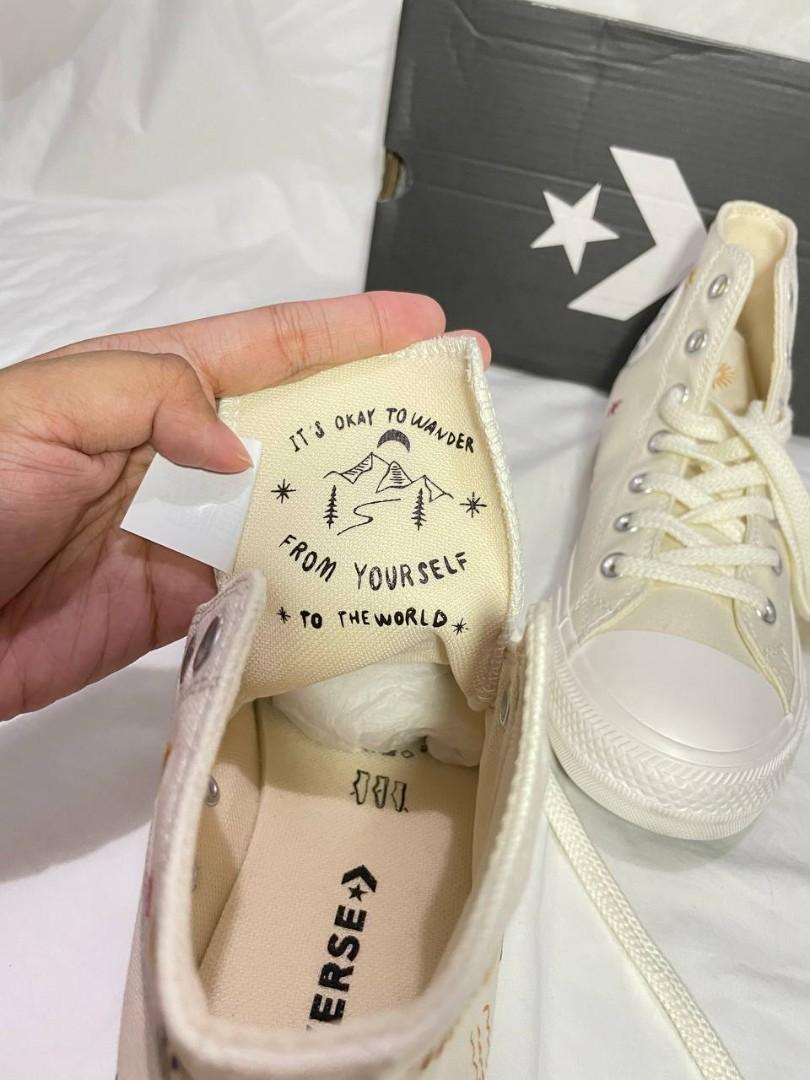 IT'S OKAY TO WANDER
FROM YOURSELF
TO THE WORLD
ERSE